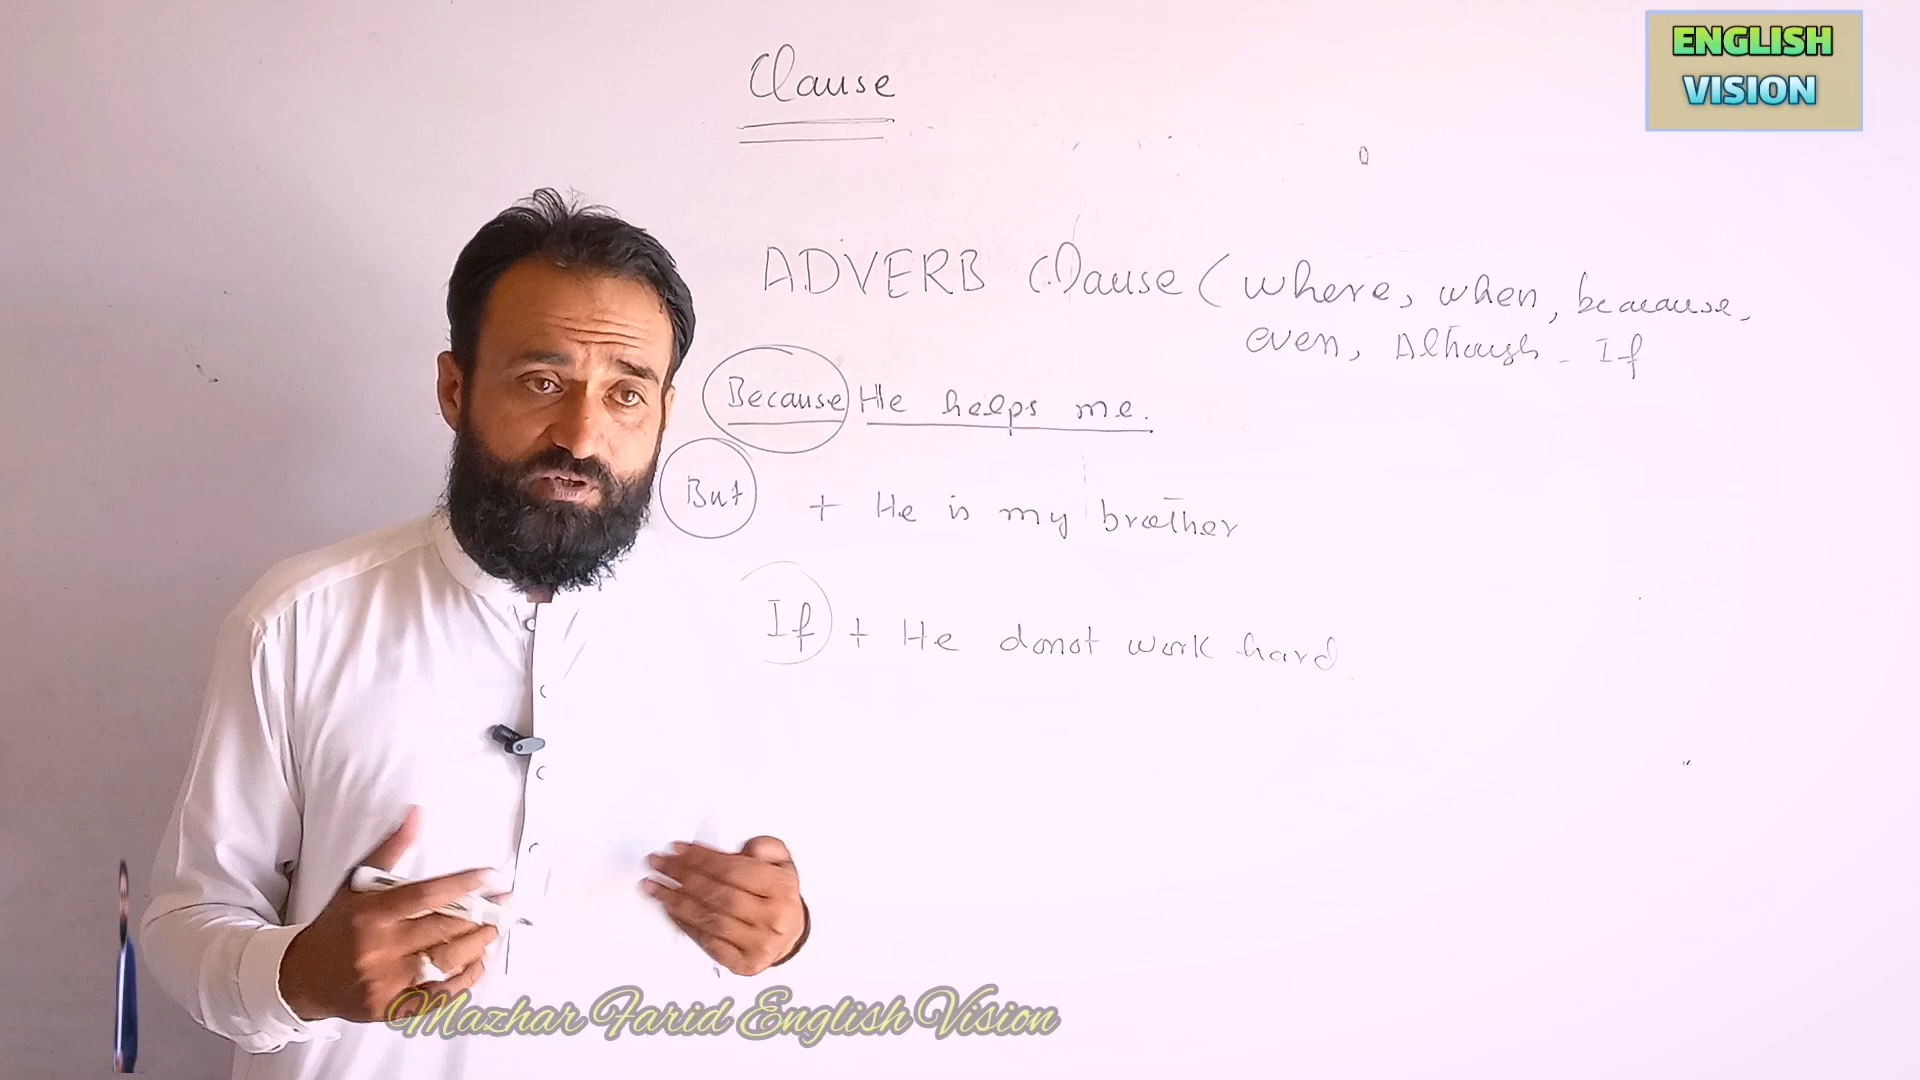 ENGLISH
VISION
Clause
ADVERB Clause (where, when, becauause,
even, Although - If
Because He helps me.
But + He is my brother
If + He donot work hard
Mazhar Farid English Vision